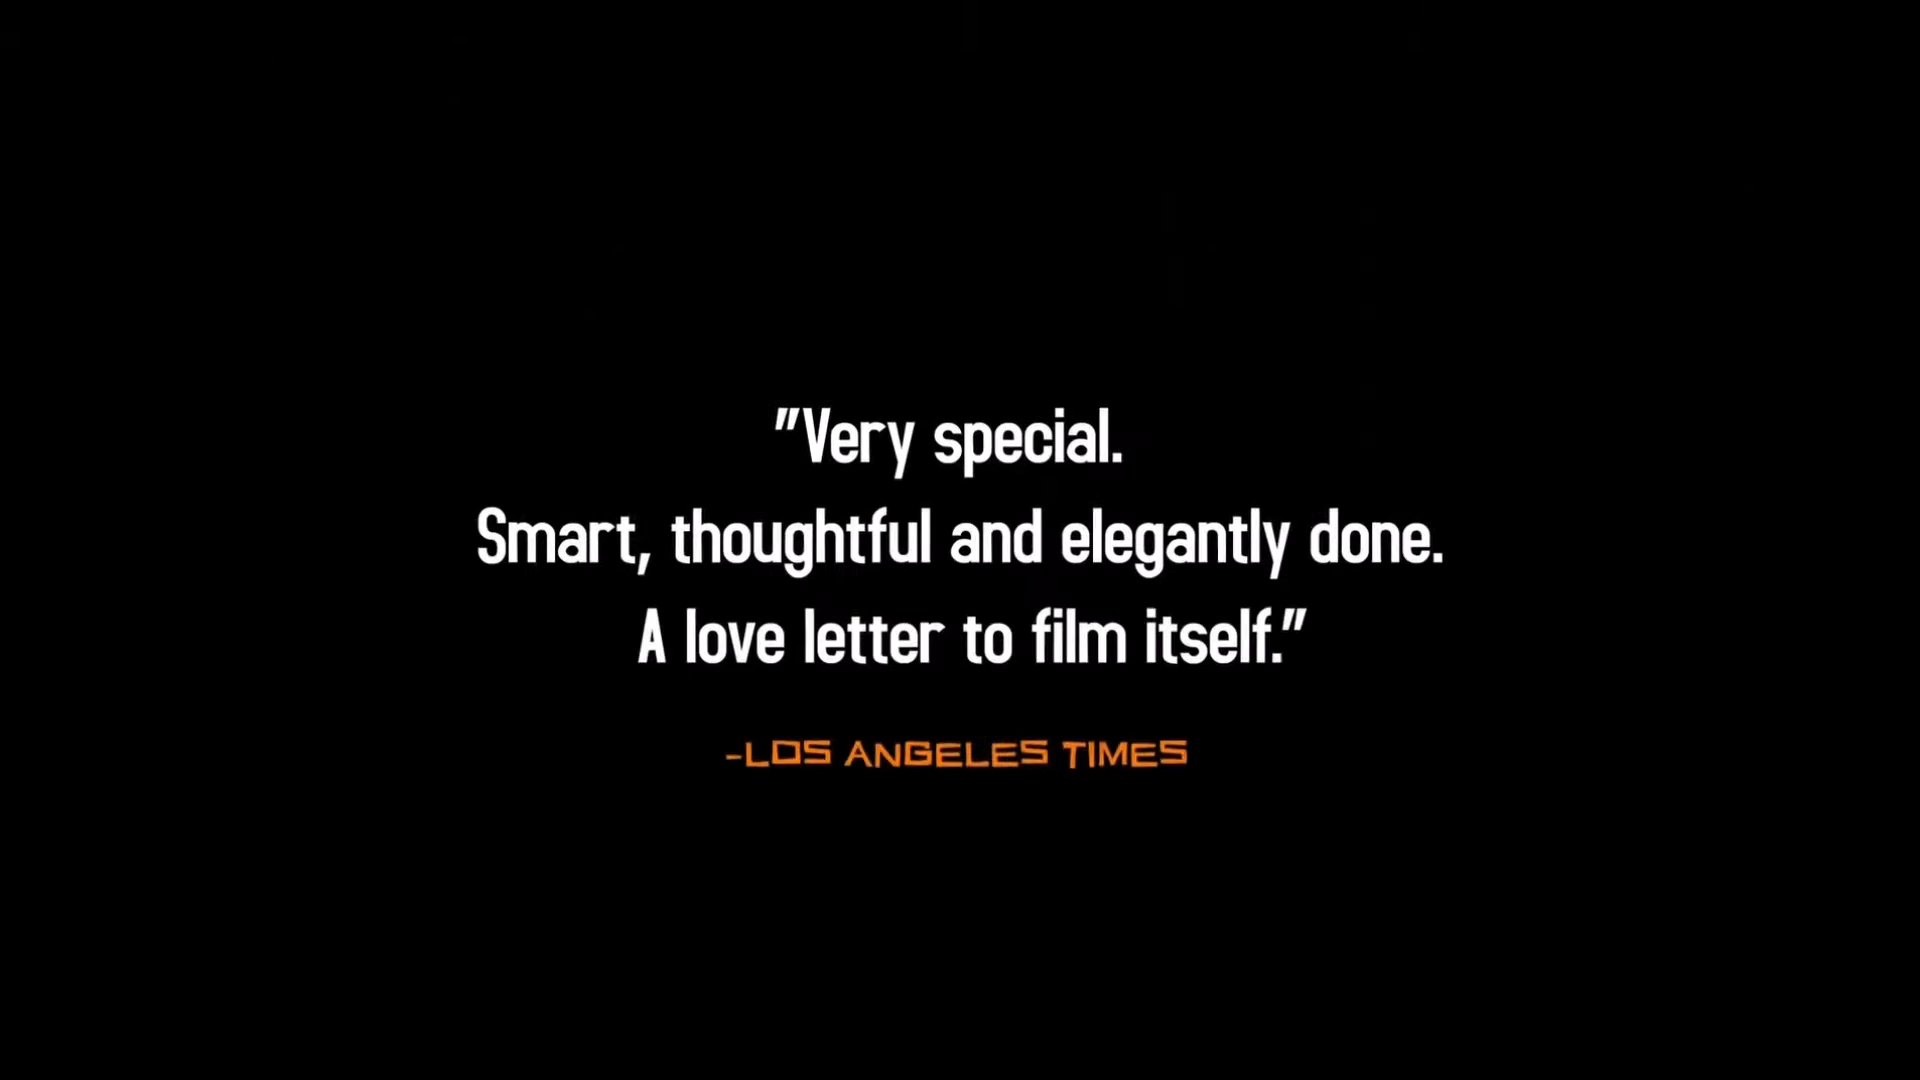 "Very special.
Smart, thoughtful and elegantly done.
A love letter to film itself."
-LOS ANGELES TIMES